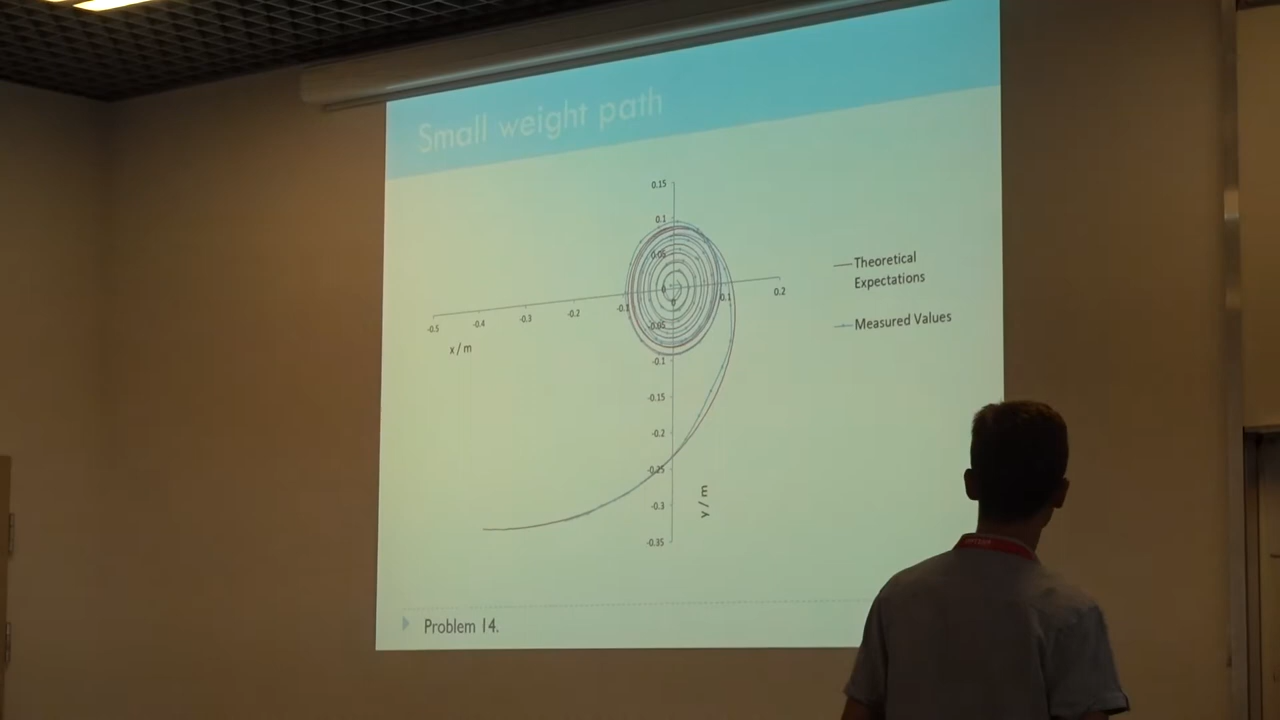 Small weight path
0.15
0.1
0.05
0
-0.5
-0.4
-0.3
-0.2
-0.1
0
0.1
0.2
-0.05
-0.1
-0.15
-0.2
-0.25
-0.3
-0.35
x / m
y / m
Theoretical
Expectations
Measured Values
Problem 14.